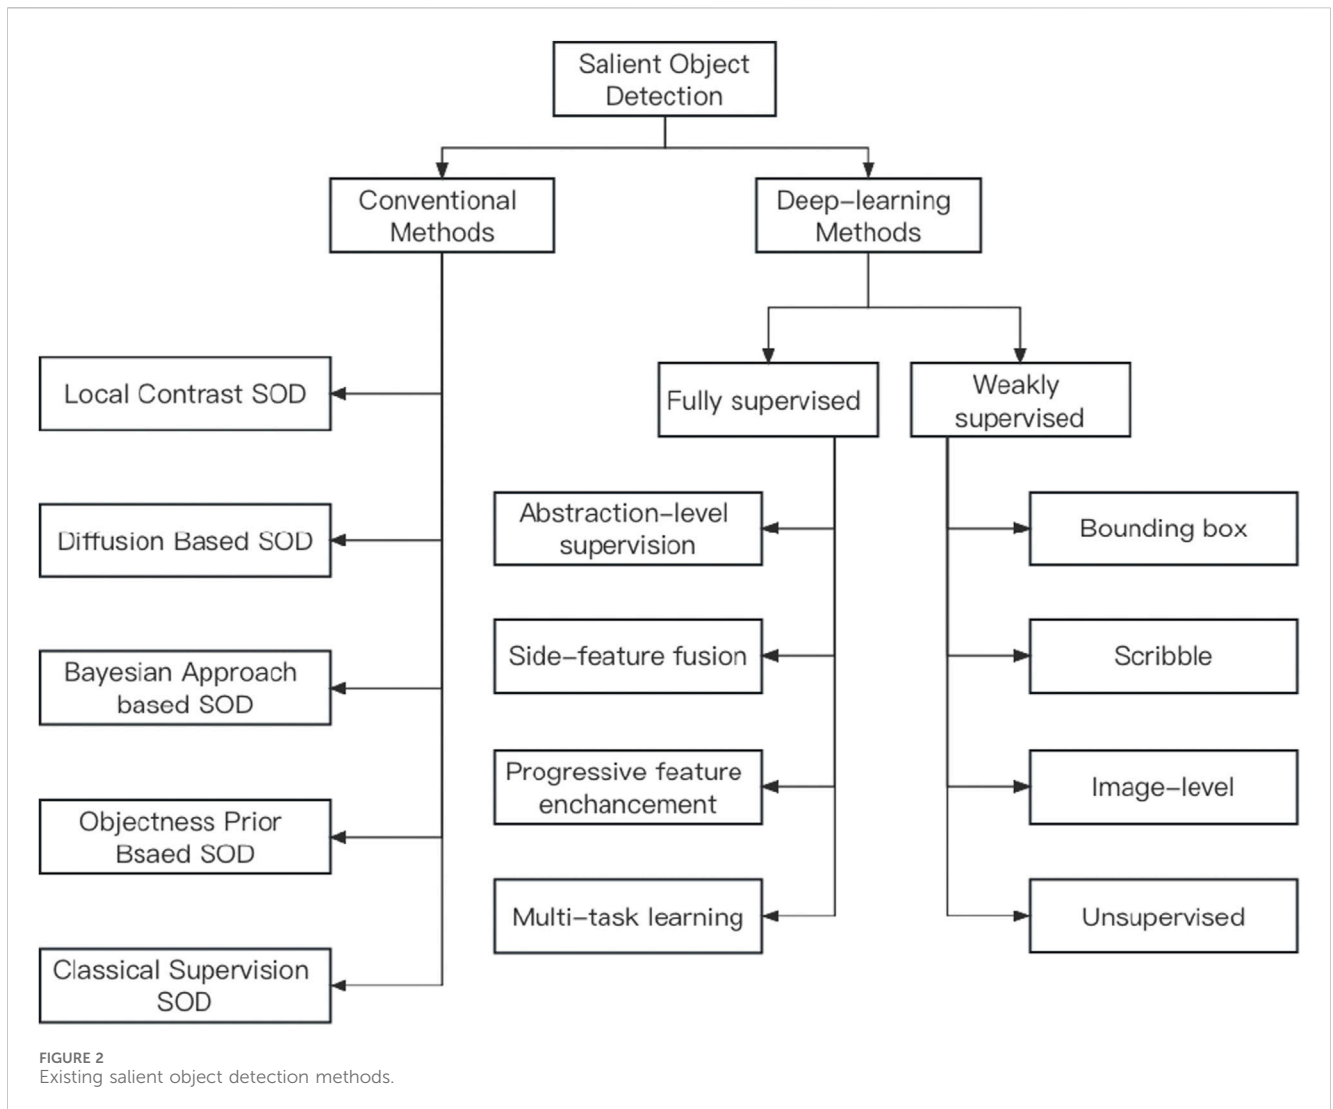 Salient Object
Detection
Conventional
Methods
Deep–learning
Methods
Local Contrast SOD
Diffusion Based SOD
Bayesian Approach
based SOD
Objectness Prior
Bsaed SOD
Classical Supervision
SOD
Fully supervised
Weakly
supervised
Abstraction–level
supervision
Side–feature fusion
Progressive feature
enchancement
Multi–task learning
Bounding box
Scribble
Image–level
Unsupervised
FIGURE 2
Existing salient object detection methods.